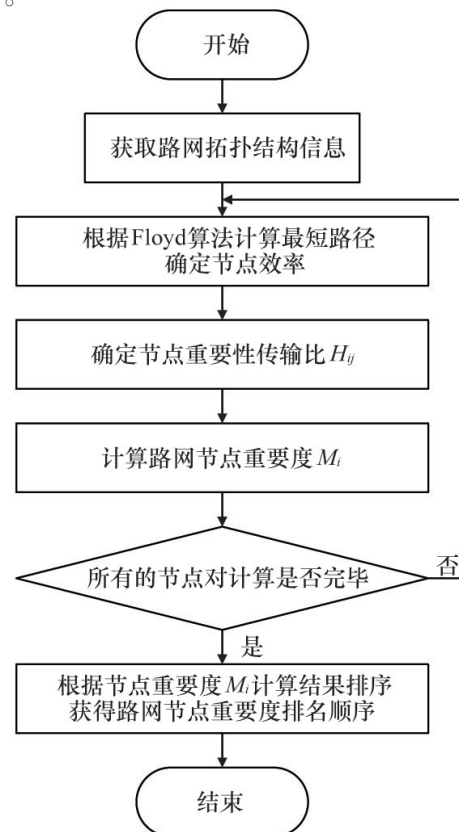 。
开始
获取路网拓扑结构信息
根据Floyd算法计算最短路径
确定节点效率
确定节点重要性传输比Hij
计算路网节点重要度Mi
所有的节点对计算是否完毕
否
是
根据节点重要度Mi计算结果排序
获得路网节点重要度排名顺序
结束